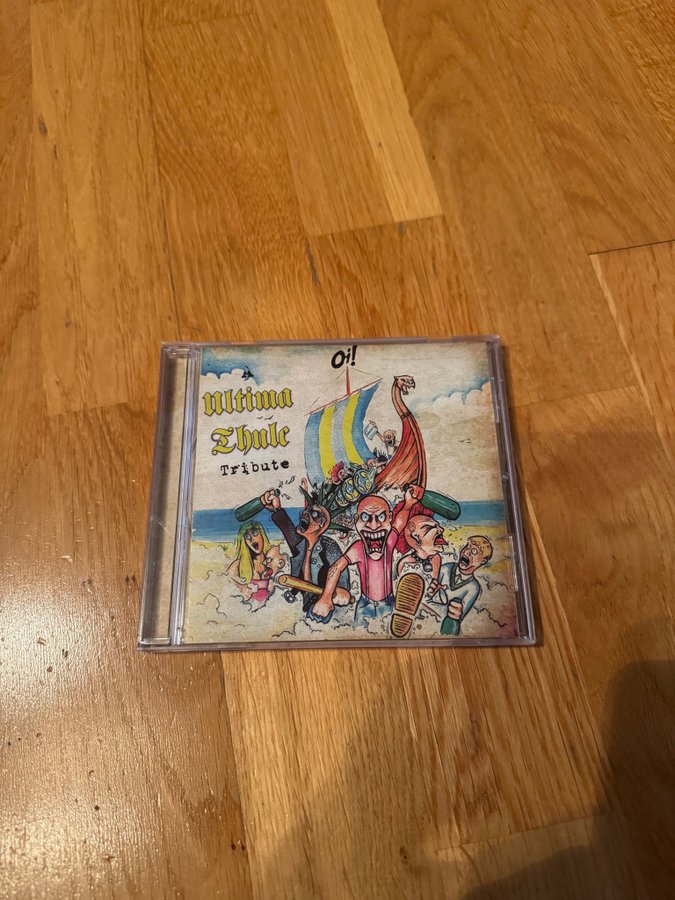 Oi!
A
Ultima
Thule
Tribute